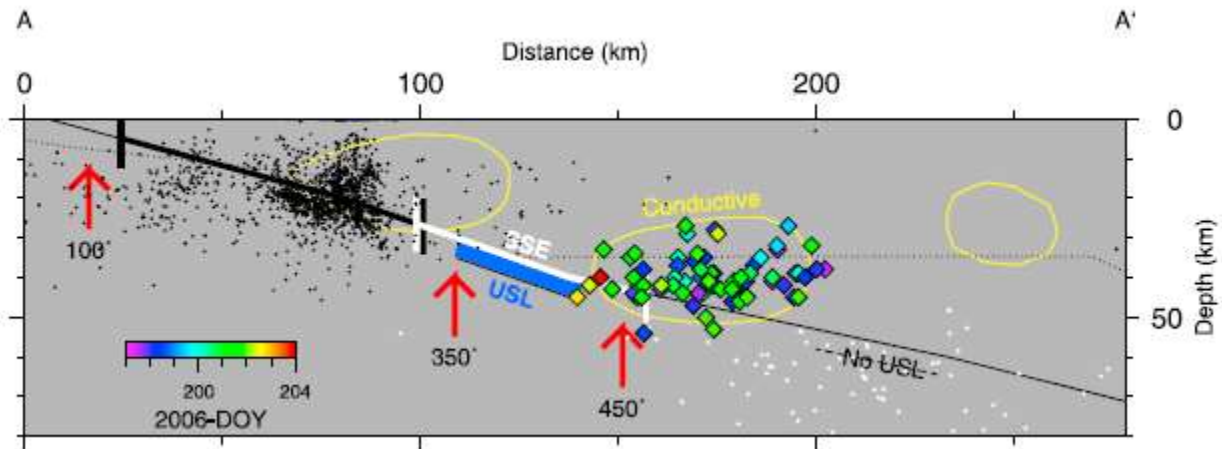 A A'
Distance (km)
0 100 200
0
Conductive
SSE
100°
USL
50
Depth (km)
350°
No USL
200 204
450°
2006-DOY